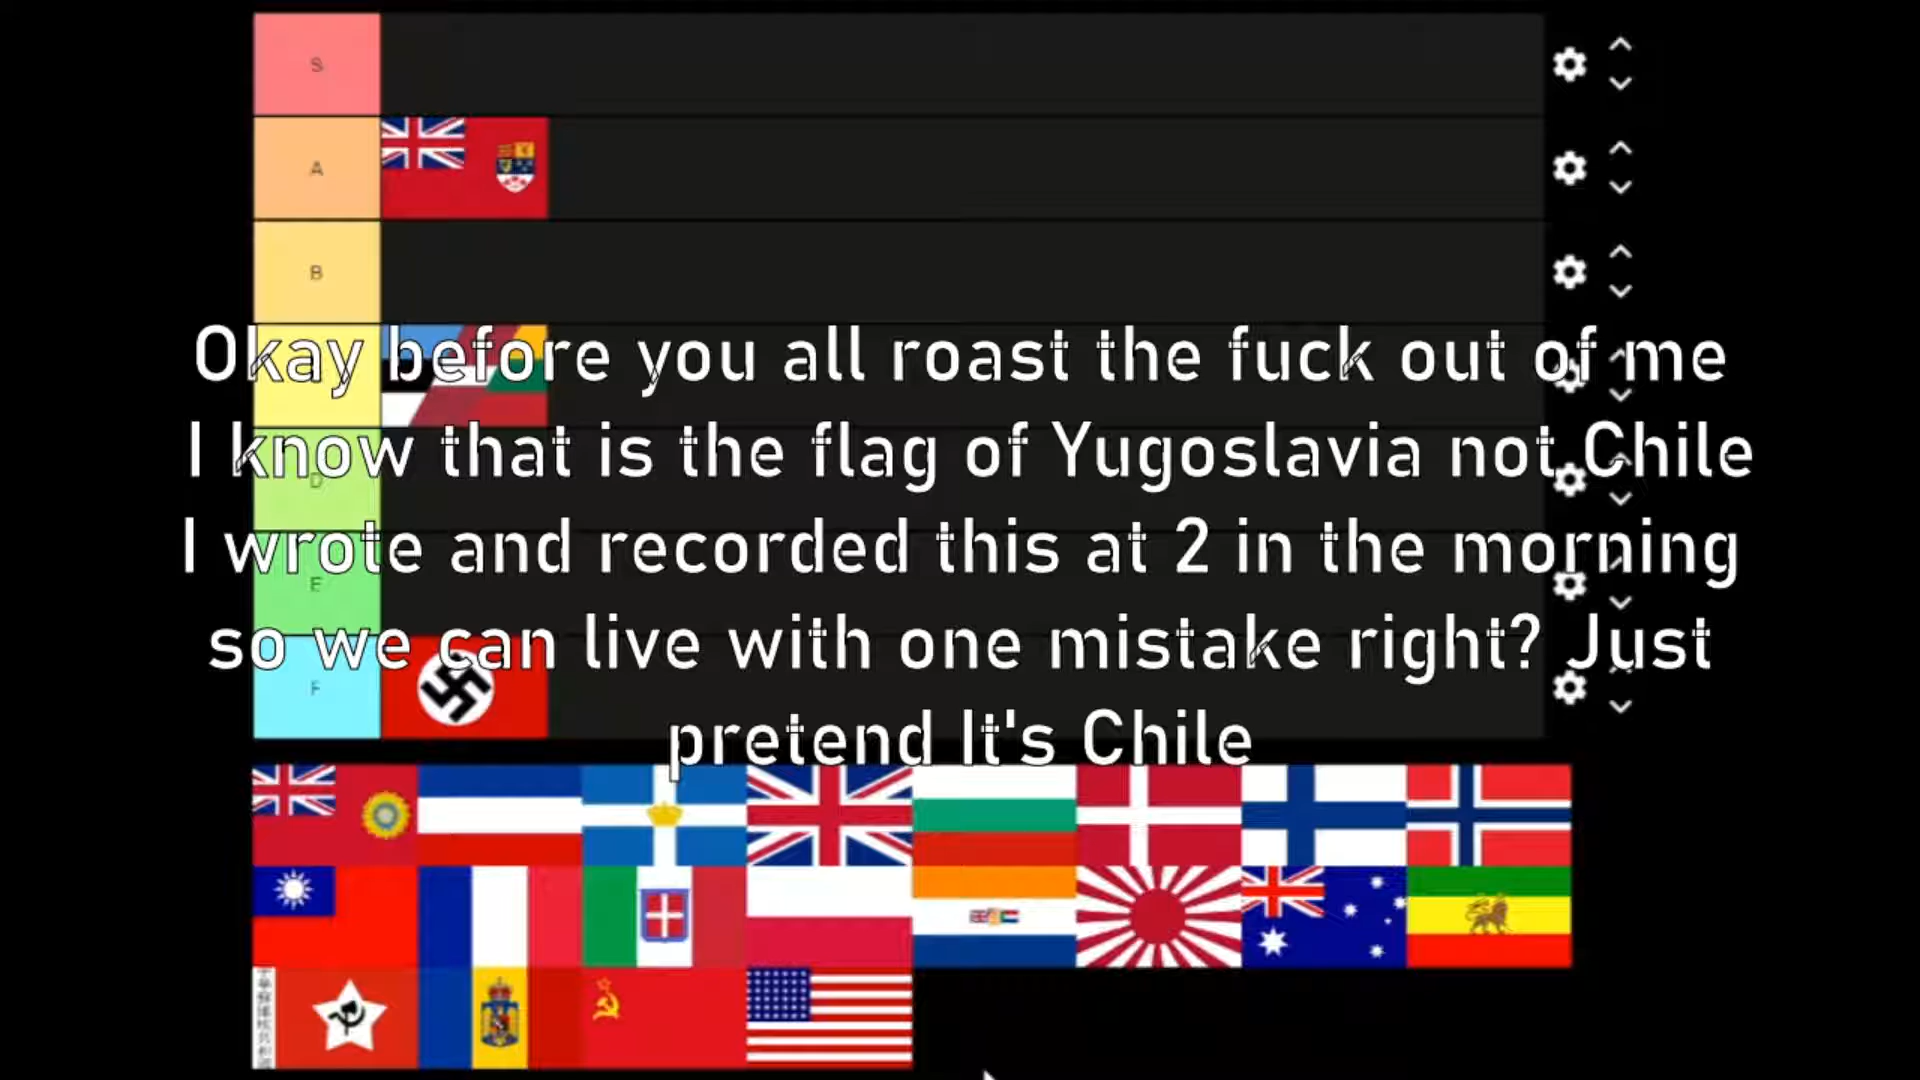 S
A
B
Okay before you all roast the fuck out of me
I know that is the flag of Yugoslavia not Chile
D
I wrote and recorded this at 2 in the morning
E
so we can live with one mistake right? Just
F
pretend It's Chile